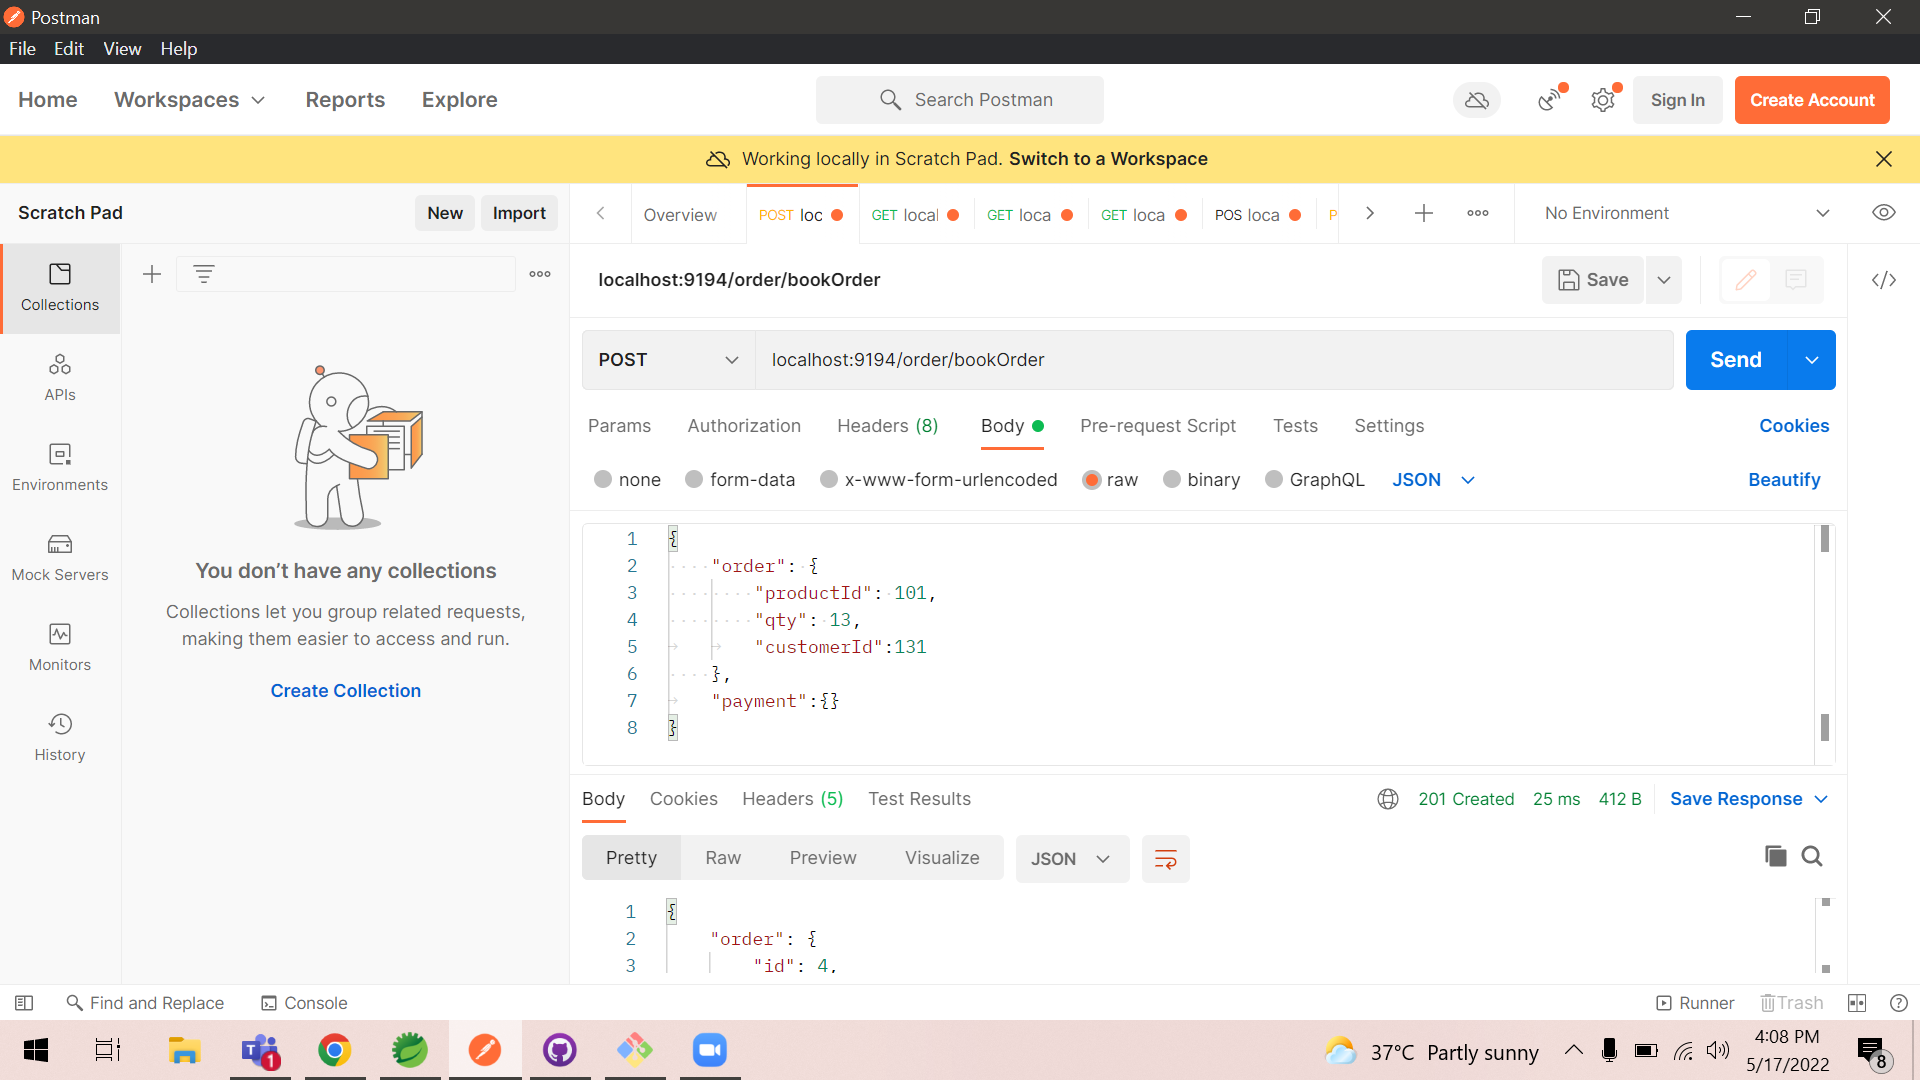 Postman
File Edit View Help
Home Workspaces Reports Explore
Search Postman
Sign In
Create Account
Working locally in Scratch Pad. Switch to a Workspace
Scratch Pad
New
Import
Overview
POST loc
GET local
GET loca
GET loca
POS loca
P
No Environment
Collections
APIs
Environments
Mock Servers
Monitors
History
You don’t have any collections
Collections let you group related requests,
making them easier to access and run.
Create Collection
localhost:9194/order/bookOrder
Save
POST
localhost:9194/order/bookOrder
Send
Params Authorization Headers (8) Body Pre-request Script Tests Settings
Cookies
none form-data x-www-form-urlencoded raw binary GraphQL JSON
Beautify
1 {
2 "order": {
3 "productId": 101,
4 "qty": 13,
5 "customerId":131
6 },
7 "payment":{}
8 }
Body Cookies Headers (5) Test Results
201 Created 25 ms 412 B
Save Response
Pretty Raw Preview Visualize
JSON
1 {
2 "order": {
3 "id": 4,
Find and Replace
Console
Runner
Trash
1
37°C Partly sunny
4:08 PM
5/17/2022
8